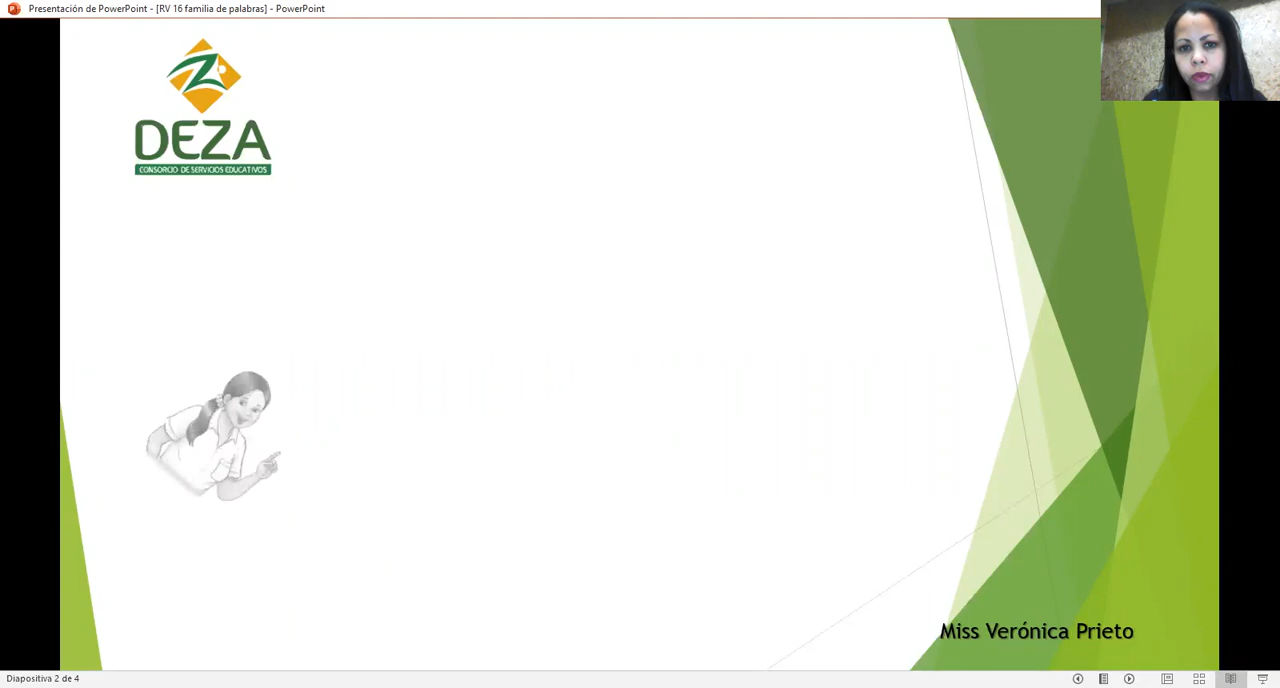 Presentación de PowerPoint - [RV 16 familia de palabras] - PowerPoint
DEZA
CONSORCIO DE SERVICIOS EDUCATIVOS
Miss Verónica Prieto
Diapositiva 2 de 4